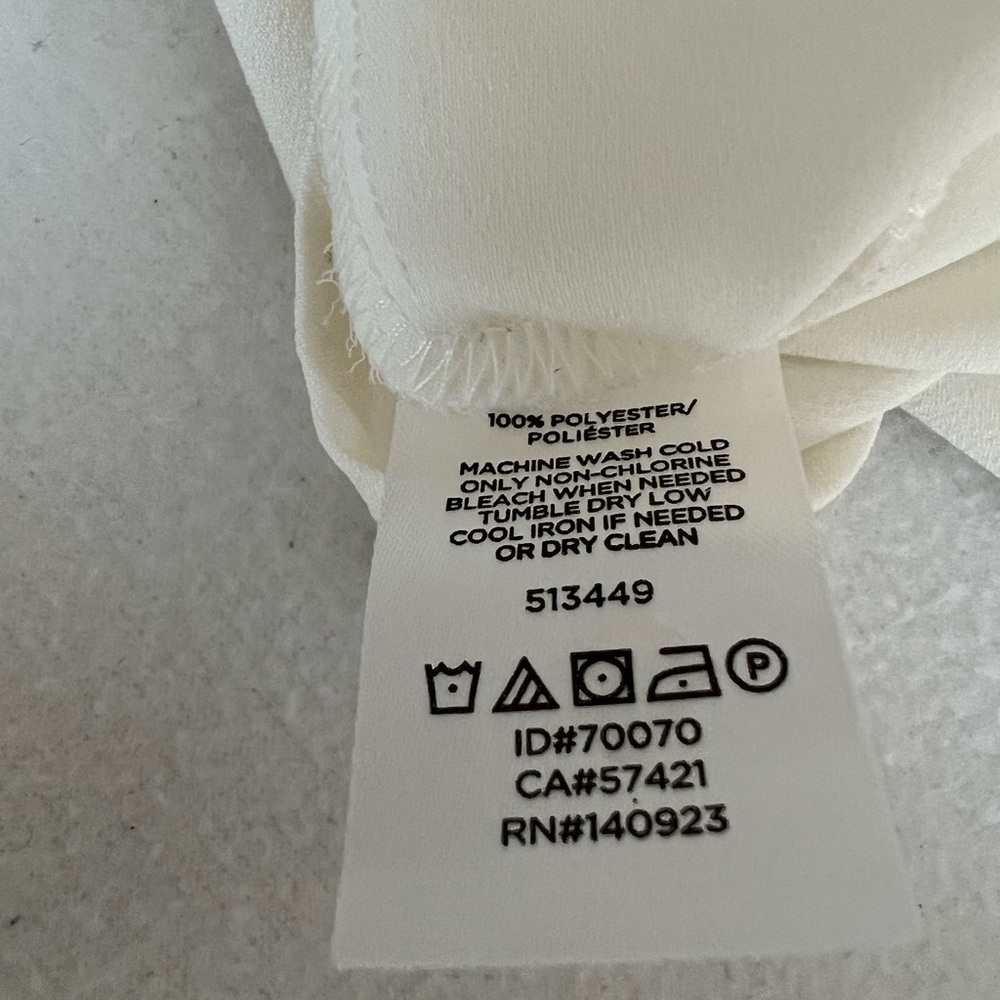 100% POLYESTER/
POLIÉSTER
MACHINE WASH COLD
ONLY NON-CHLORINE
BLEACH WHEN NEEDED
TUMBLE DRY LOW
COOL IRON IF NEEDED
OR DRY CLEAN
513449
P
ID#70070
CA#57421
RN#140923